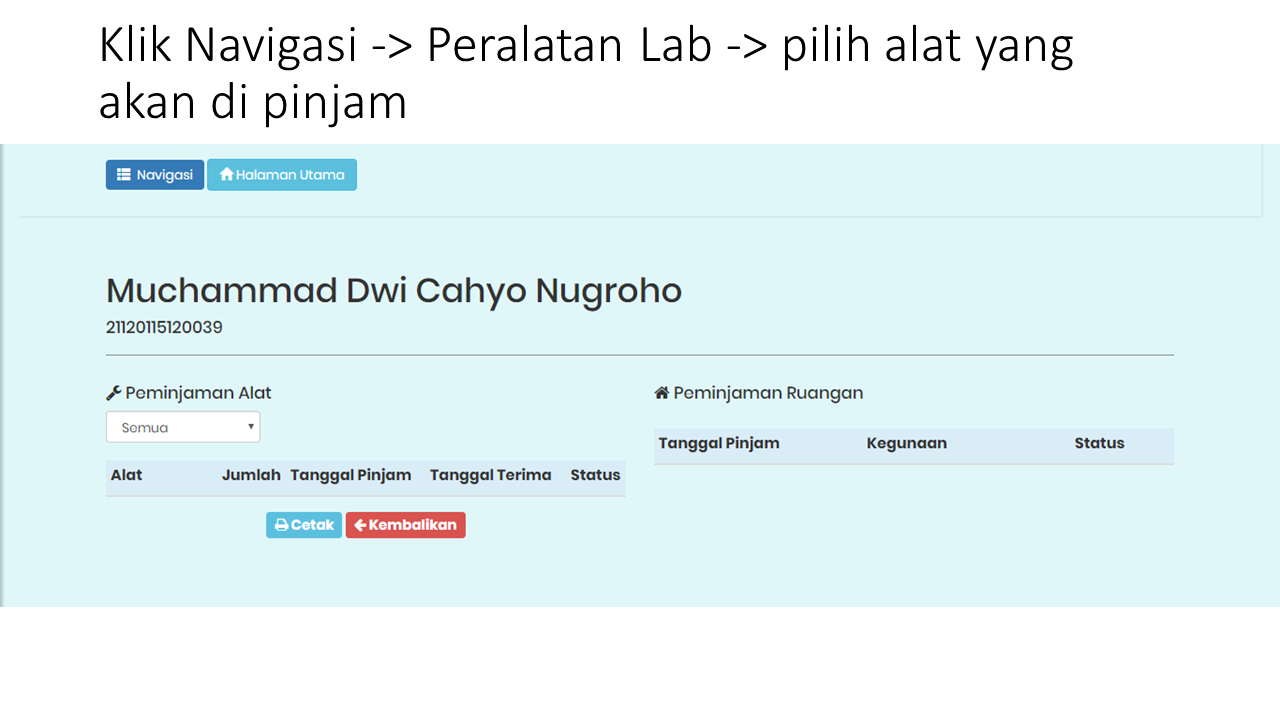 Klik Navigasi -> Peralatan Lab -> pilih alat yang
akan di pinjam
Navigasi Halaman Utama
Muchammad Dwi Cahyo Nugroho
21120115120039
Peminjaman Alat
Semua
Alat Jumlah Tanggal Pinjam Tanggal Terima Status
Cetak Kembalikan
Peminjaman Ruangan
Tanggal Pinjam Kegunaan Status